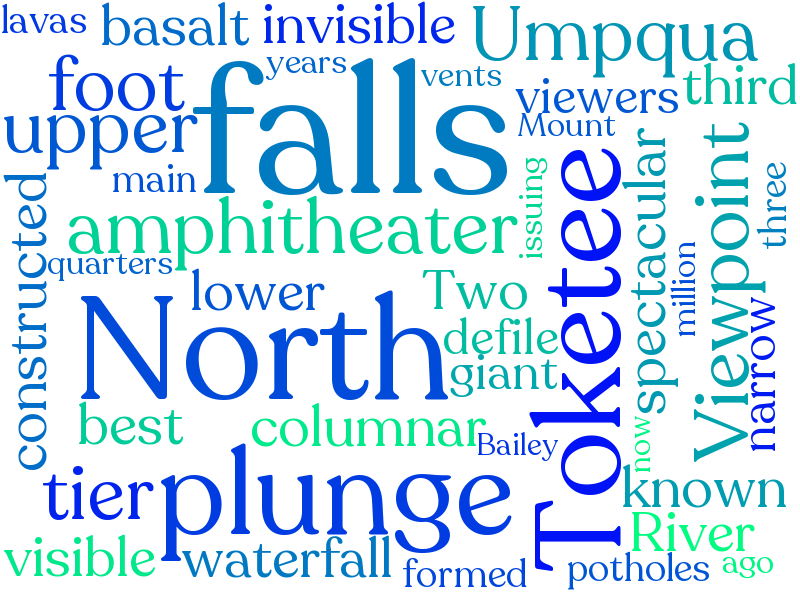 lavas
basalt
invisible
Umpqua
years
vents
foot
falls
viewers
third
upper
Mount
main
issuing
Toketee
spectacular
Viewpoint
three
constructed
amphitheater
quarters
lower
Two
million
North
defile
giant
narrow
best
columnar
Bailey
now
tier
plunge
known
River
visible
waterfall
formed
potholes
ago